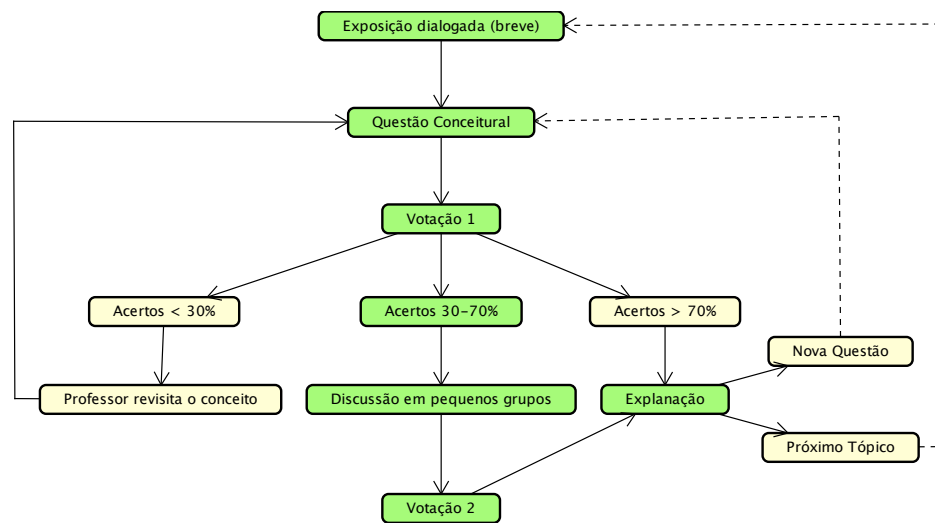 Exposição dialogada (breve)
Questão Conceitural
Votação 1
Acertos < 30%
Acertos 30-70%
Acertos > 70%
Nova Questão
Professor revisita o conceito
Discussão em pequenos grupos
Explanação
Próximo Tópico
Votação 2